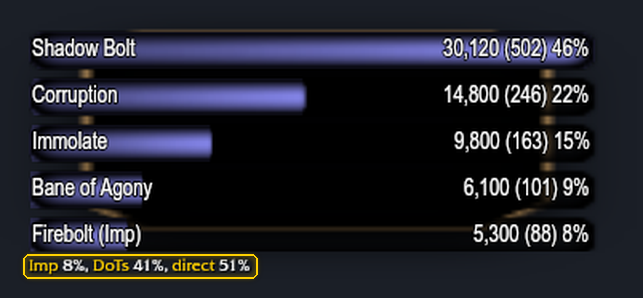 Shadow Bolt 30,120 (502) 46%
Corruption 14,800 (246) 22%
Immolate 9,800 (163) 15%
Bane of Agony 6,100 (101) 9%
Firebolt (Imp) 5,300 (88) 8%
Imp 8%, DoTs 41%, direct 51%